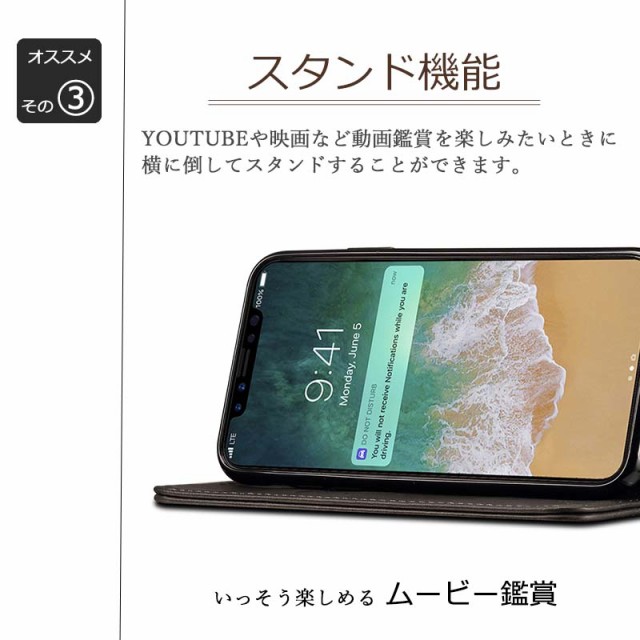 オススメ
その③
スタンド機能
YOUTUBEや映画など動画鑑賞を楽しみたいときに
横に倒してスタンドすることができます。
100%
9:41
Monday, June 5
LTE
DO NOT DISTURB
now
You will not receive Notifications while you are
driving.
いっそう楽しめる ムービー鑑賞